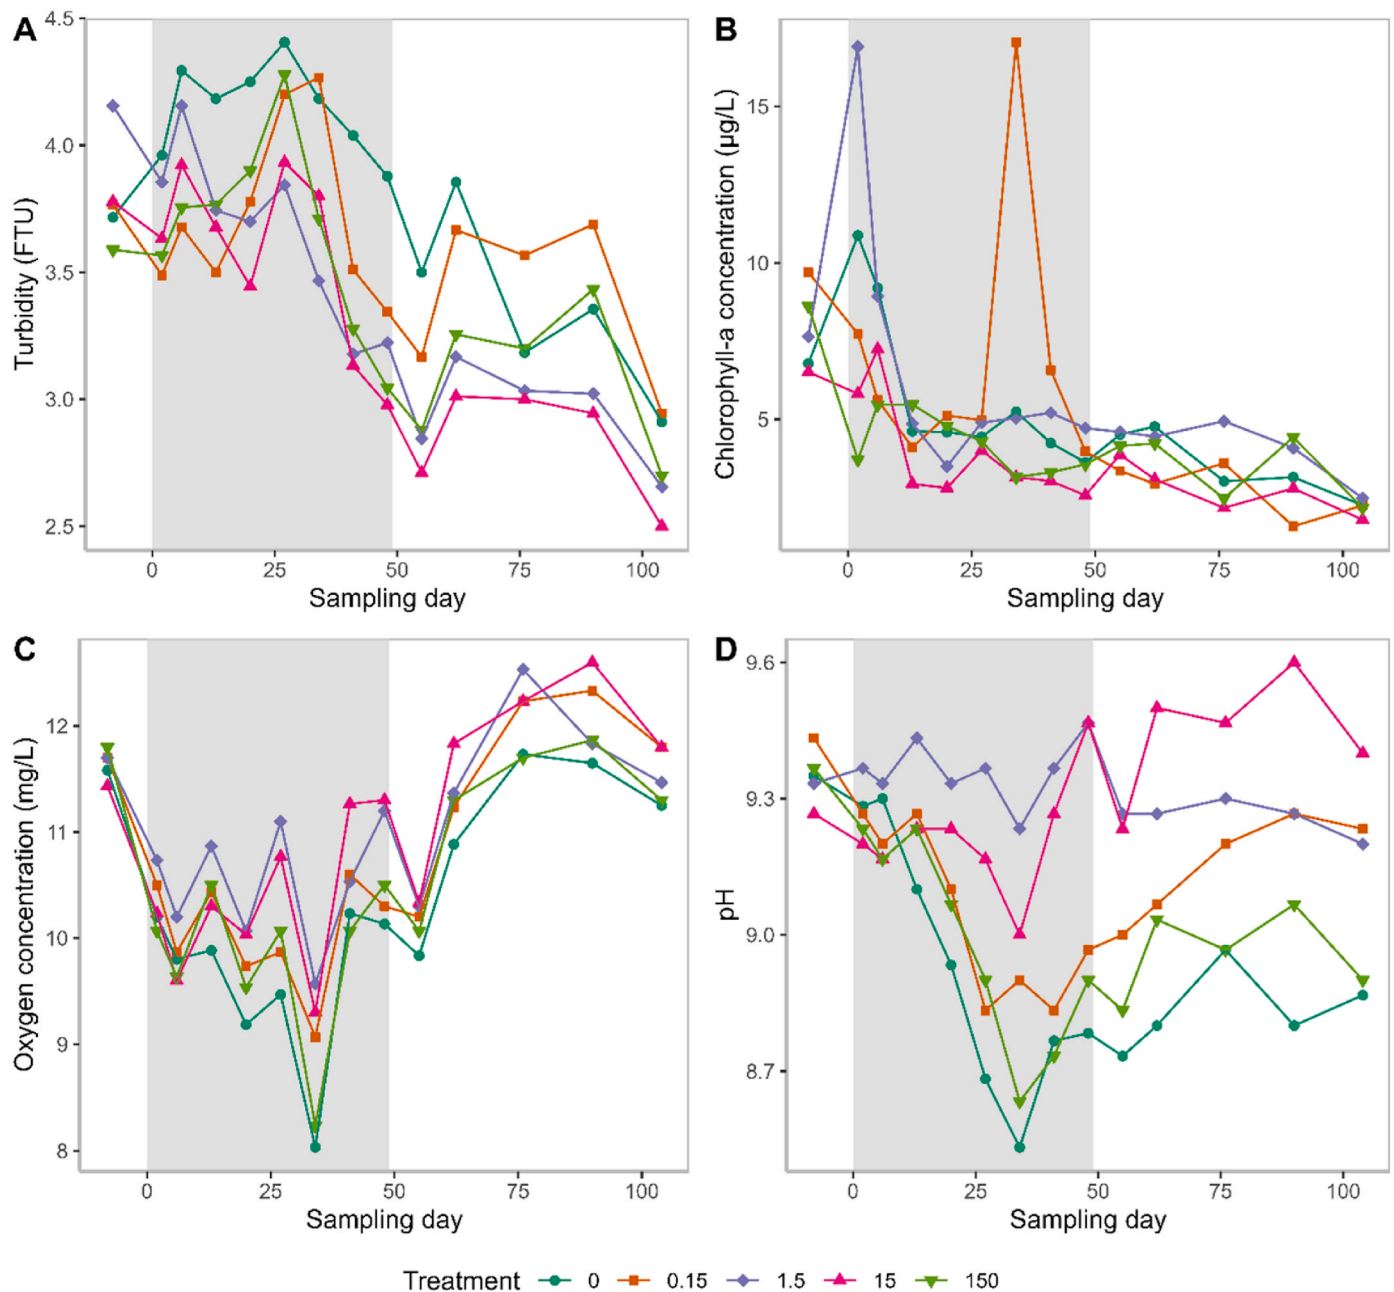 A
B
4.5
4.0
3.5
3.0
2.5
Turbidity (FTU)
0 25 50 75 100
Sampling day
15
10
5
Chlorophyll-a concentration (µg/L)
0 25 50 75 100
Sampling day
C
D
12
11
10
9
8
Oxygen concentration (mg/L)
0 25 50 75 100
Sampling day
9.6
9.3
9.0
8.7
pH
0 25 50 75 100
Sampling day
Treatment 0 0.15 1.5 15 150